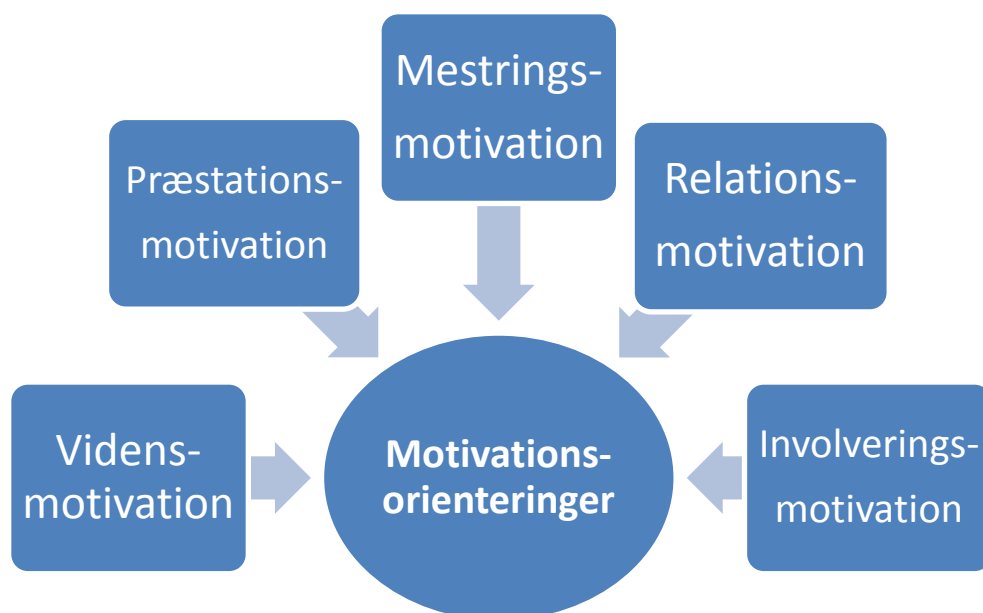 Mestrings-
motivation
Præstations-
motivation
Relations-
motivation
Videns-
motivation
Motivations-
orienteringer
Involverings-
motivation